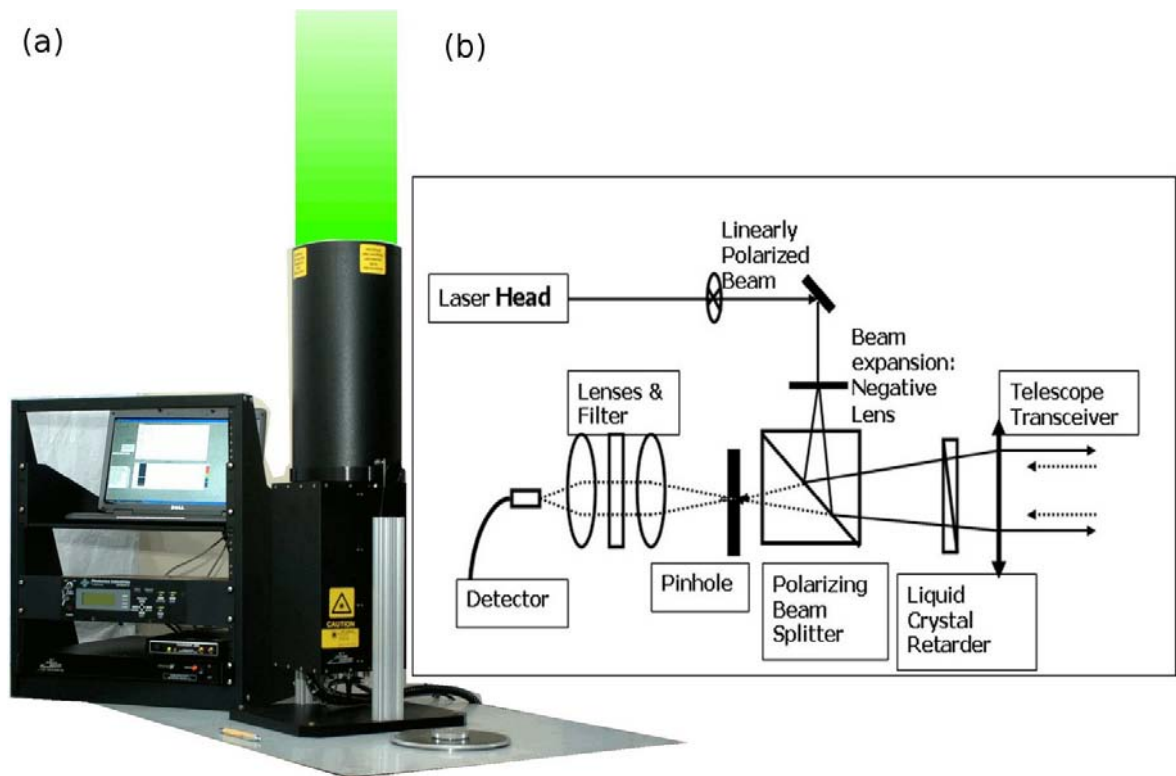 (a)
(b)
Linearly
Polarized
Beam
Laser Head
Beam
expansion:
Negative
Lens
Lenses &
Filter
Telescope
Transceiver
Detector
Pinhole
Polarizing
Beam
Splitter
Liquid
Crystal
Retarder
DELL
CAUTION